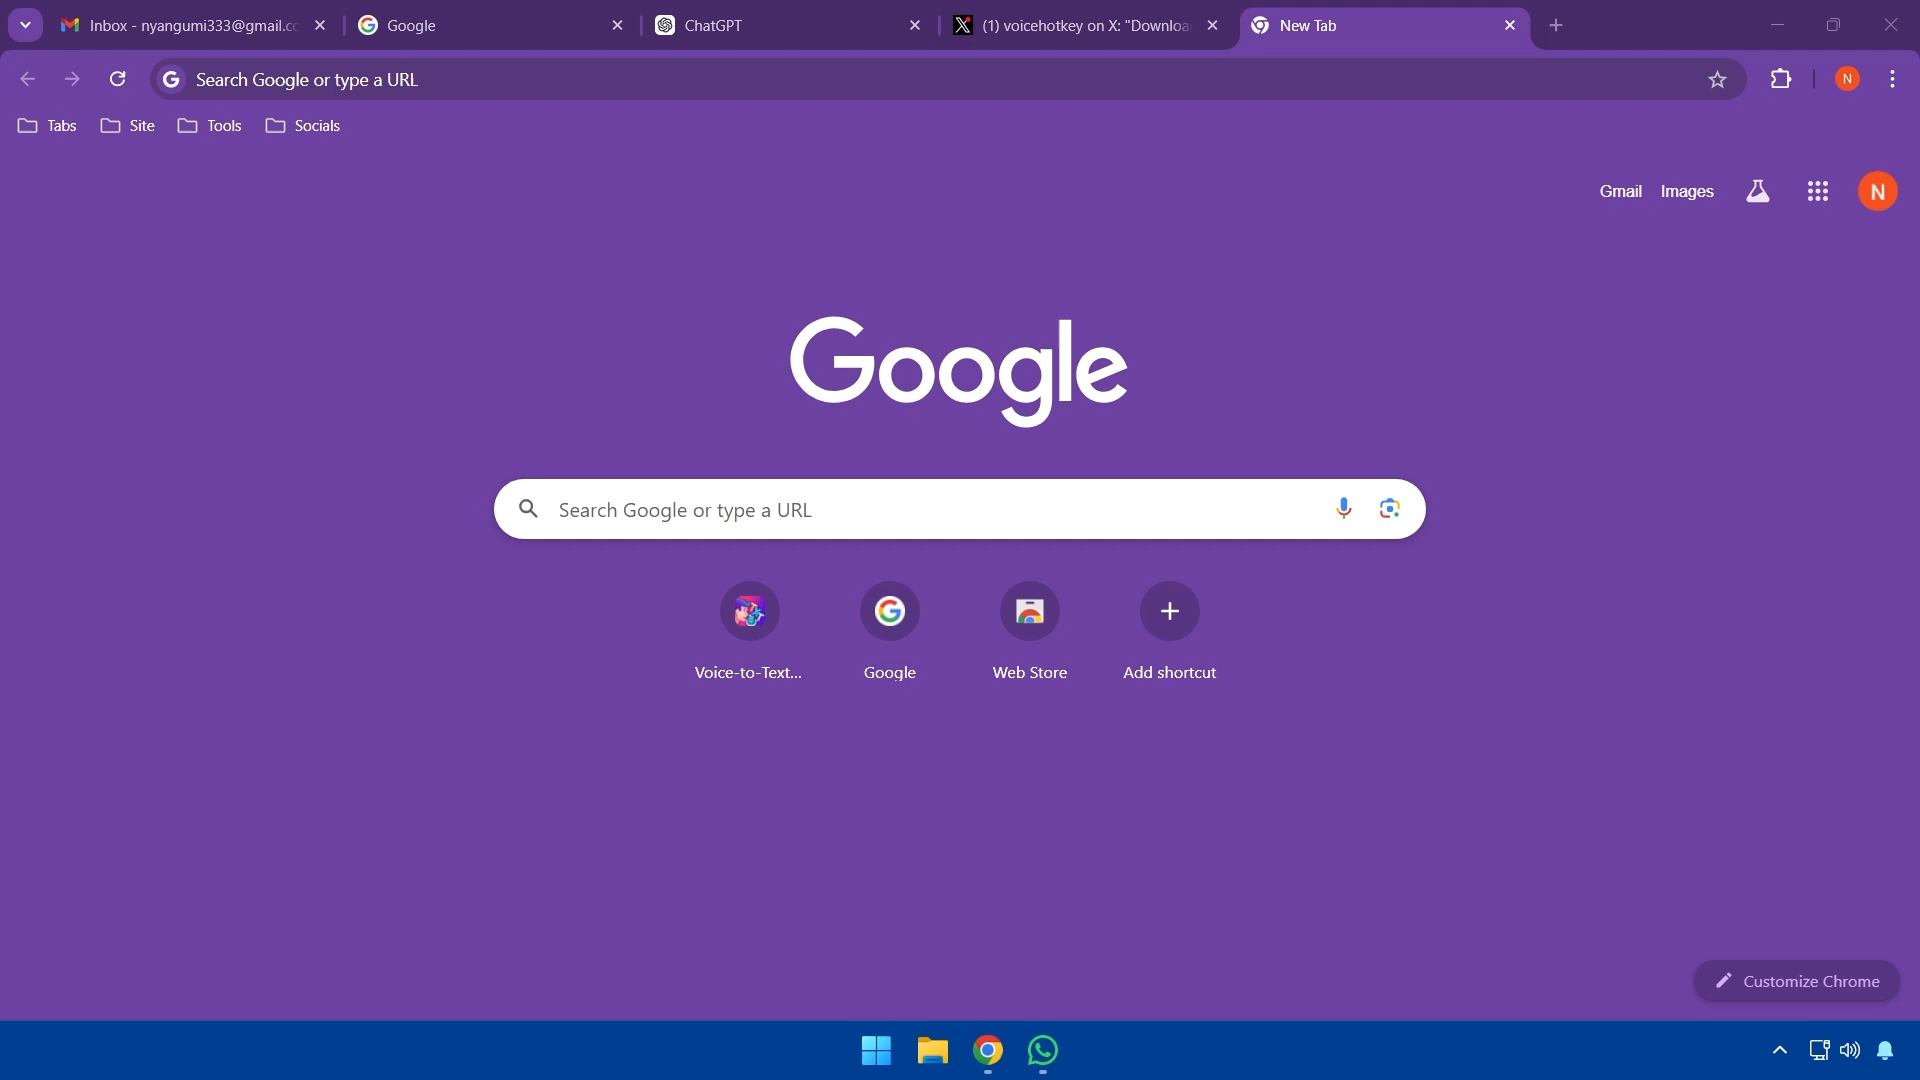 Inbox - nyangumi333@gmail.cc
Google
ChatGPT
(1) voicehotkey on X: "Downloa
New Tab
Search Google or type a URL
N
Tabs
Site
Tools
Socials
Gmail
Images
N
Google
Search Google or type a URL
Voice-to-Text...
Google
Web Store
Add shortcut
Customize Chrome